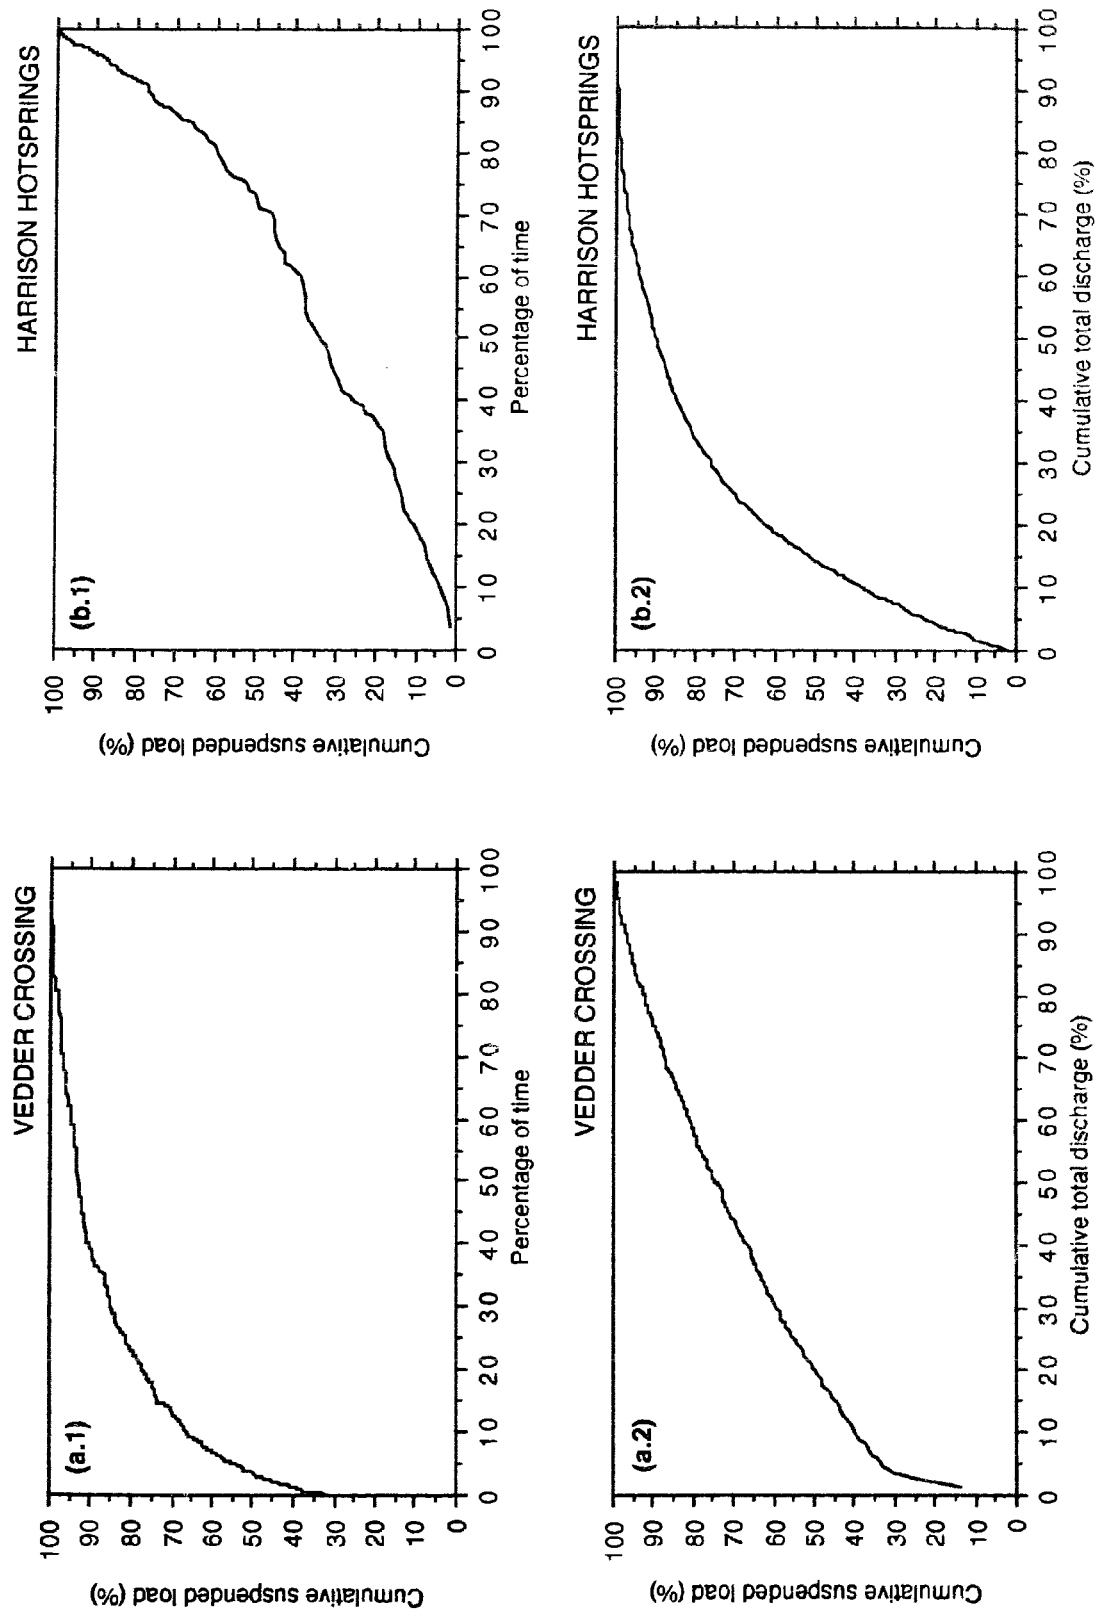 VEDDER CROSSING
(a.1)
Cumulative suspended load (%)
100
90
80
70
60
50
40
30
20
10
0
0 10 20 30 40 50 60 70 80 90 100
Percentage of time
HARRISON HOTSPRINGS
(b.1)
Cumulative suspended load (%)
100
90
80
70
60
50
40
30
20
10
0
0 10 20 30 40 50 60 70 80 90 100
Percentage of time
VEDDER CROSSING
(a.2)
Cumulative suspended load (%)
100
90
80
70
60
50
40
30
20
10
0
0 10 20 30 40 50 60 70 80 90 100
Cumulative total discharge (%)
HARRISON HOTSPRINGS
(b.2)
Cumulative suspended load (%)
100
90
80
70
60
50
40
30
20
10
0
0 10 20 30 40 50 60 70 80 90 100
Cumulative total discharge (%)